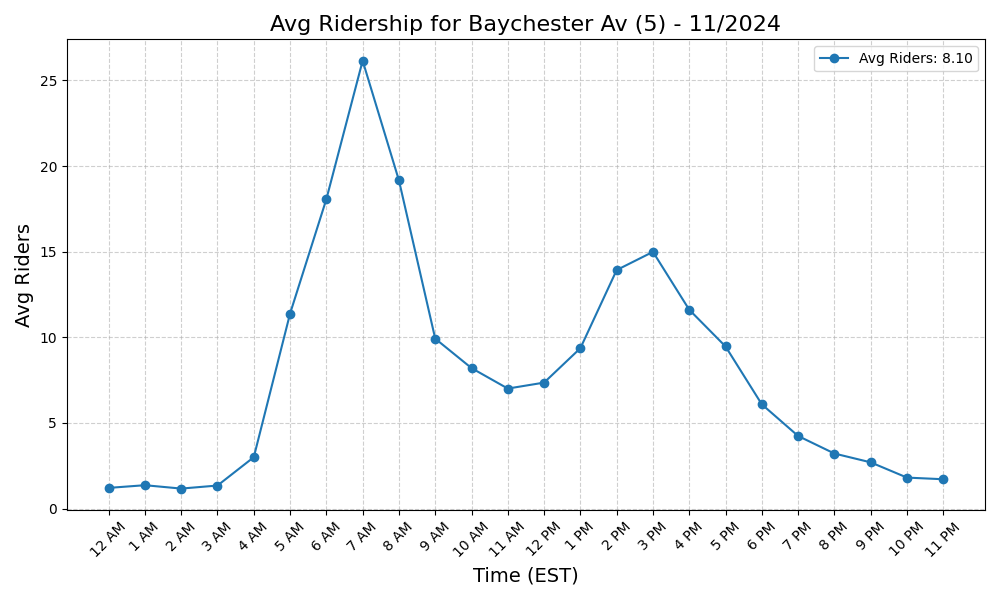 Avg Ridership for Baychester Av (5) - 11/2024
Avg Riders: 8.10
Avg Riders
25
20
15
10
5
0
12 AM
1 AM
2 AM
3 AM
4 AM
5 AM
6 AM
7 AM
8 AM
9 AM
10 AM
11 AM
12 PM
1 PM
2 PM
3 PM
4 PM
5 PM
6 PM
7 PM
8 PM
9 PM
10 PM
11 PM
Time (EST)